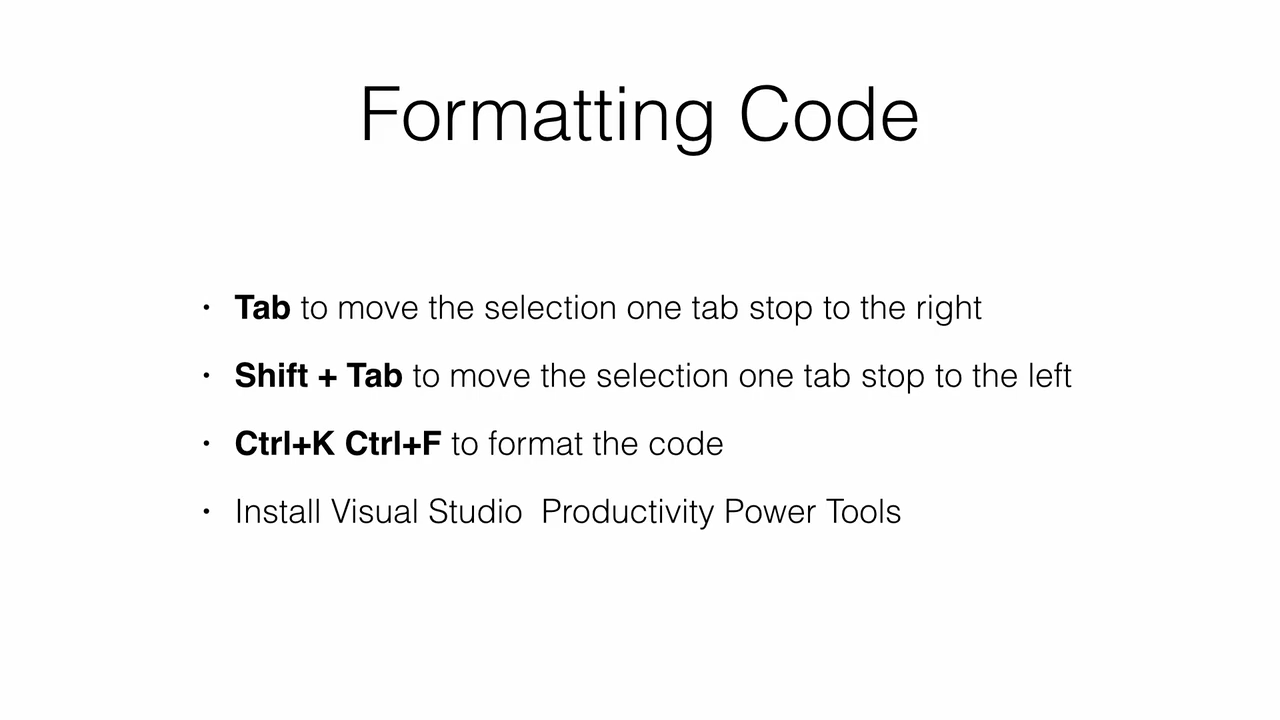 Formatting Code
• Tab to move the selection one tab stop to the right
• Shift + Tab to move the selection one tab stop to the left
• Ctrl+K Ctrl+F to format the code
• Install Visual Studio  Productivity Power Tools